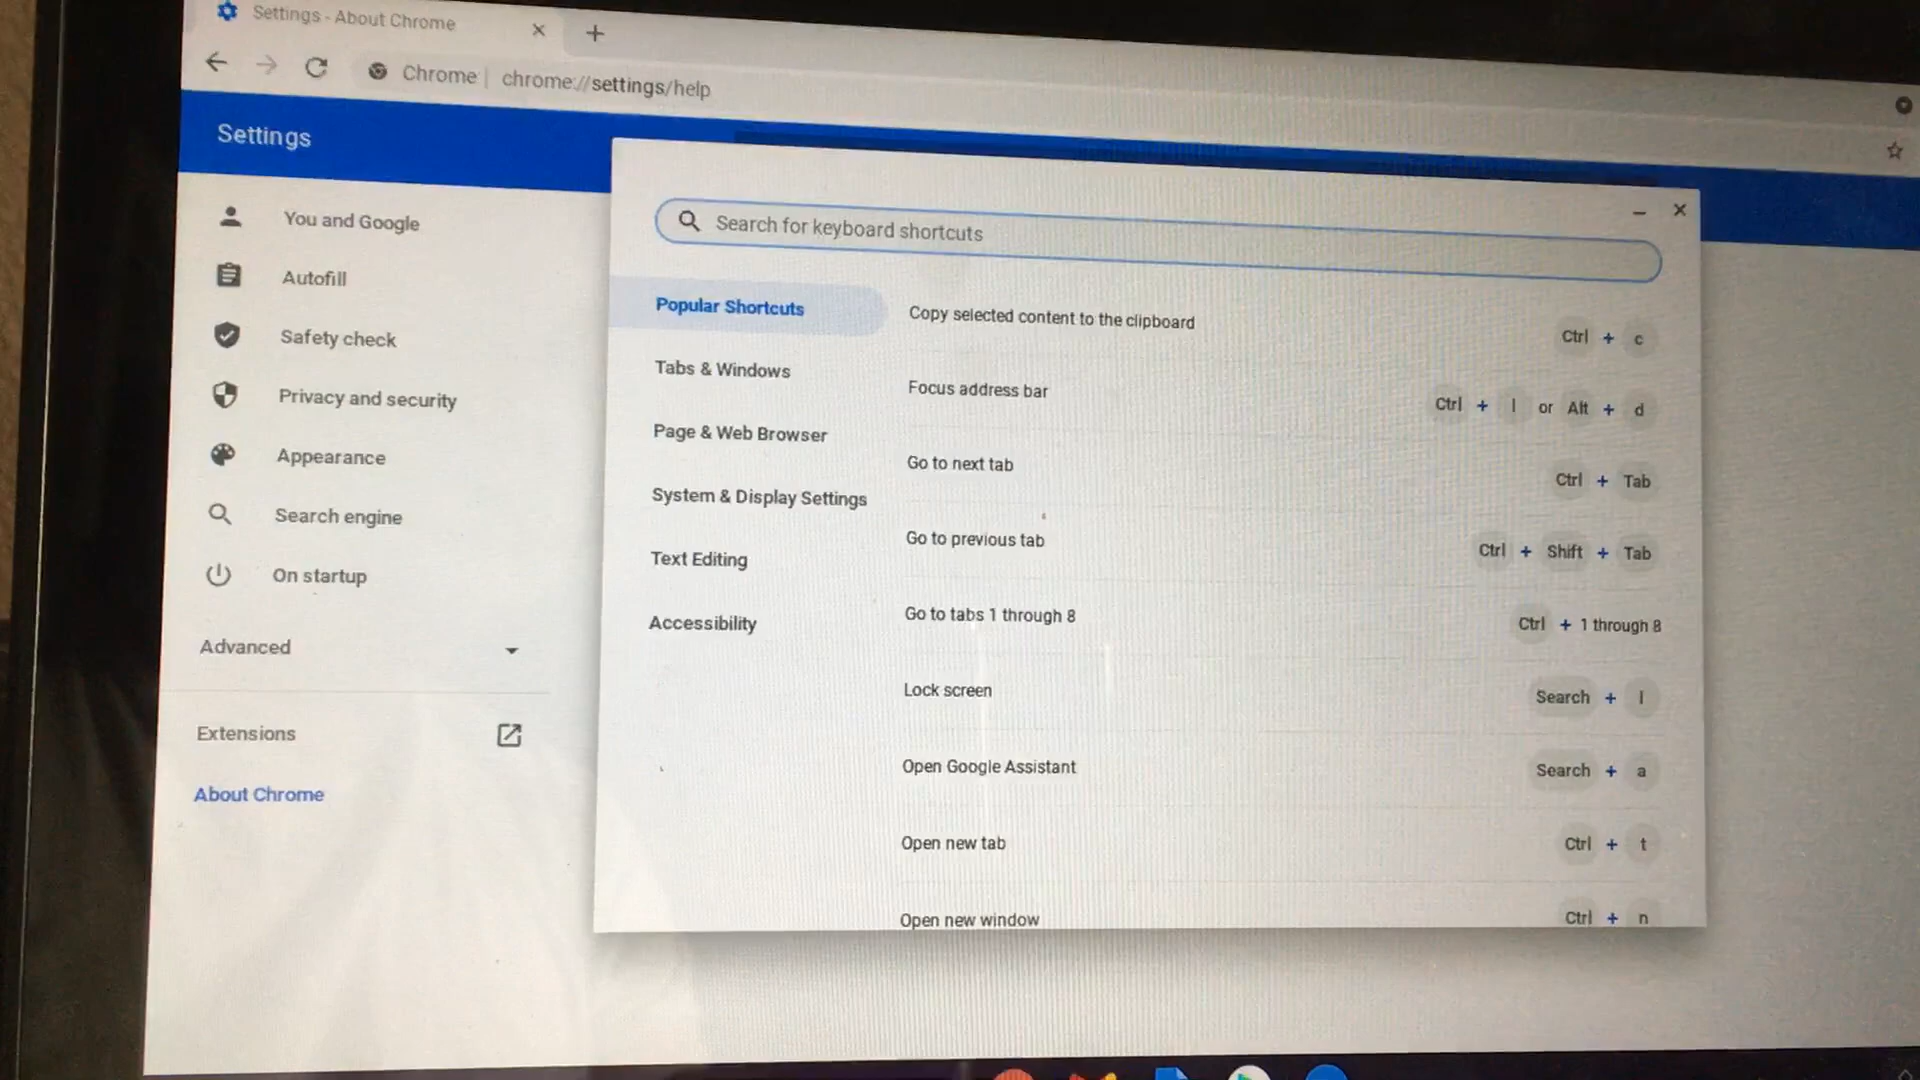 Settings - About Chrome
Chrome | chrome://settings/help
Settings
You and Google
Autofill
Safety check
Privacy and security
Appearance
Search engine
On startup
Advanced
Extensions
About Chrome
Search for keyboard shortcuts
Popular Shortcuts
Tabs & Windows
Page & Web Browser
System & Display Settings
Text Editing
Accessibility
Copy selected content to the clipboard Ctrl + c
Focus address bar Ctrl + l or Alt + d
Go to next tab Ctrl + Tab
Go to previous tab Ctrl + Shift + Tab
Go to tabs 1 through 8 Ctrl + 1 through 8
Lock screen Search + l
Open Google Assistant Search + a
Open new tab Ctrl + t
Open new window Ctrl + n